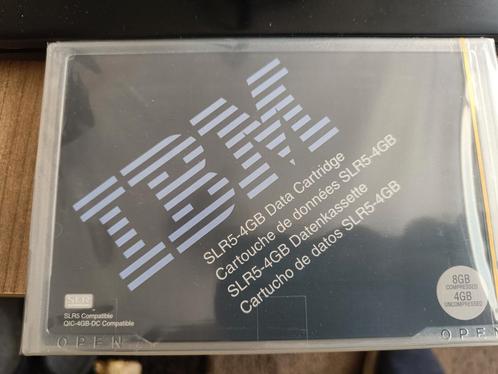 IBM
SLR5-4GB Data Cartridge
Cartouche de données SLR5-4GB
SLR5-4GB Datenkassette
Cartucho de datos SLR5-4GB
8GB
COMPRESSED
4GB
UNCOMPRESSED
SLR
SLR5 Compatible
QIC-4GB-DC Compatible
OPEN
OPEN